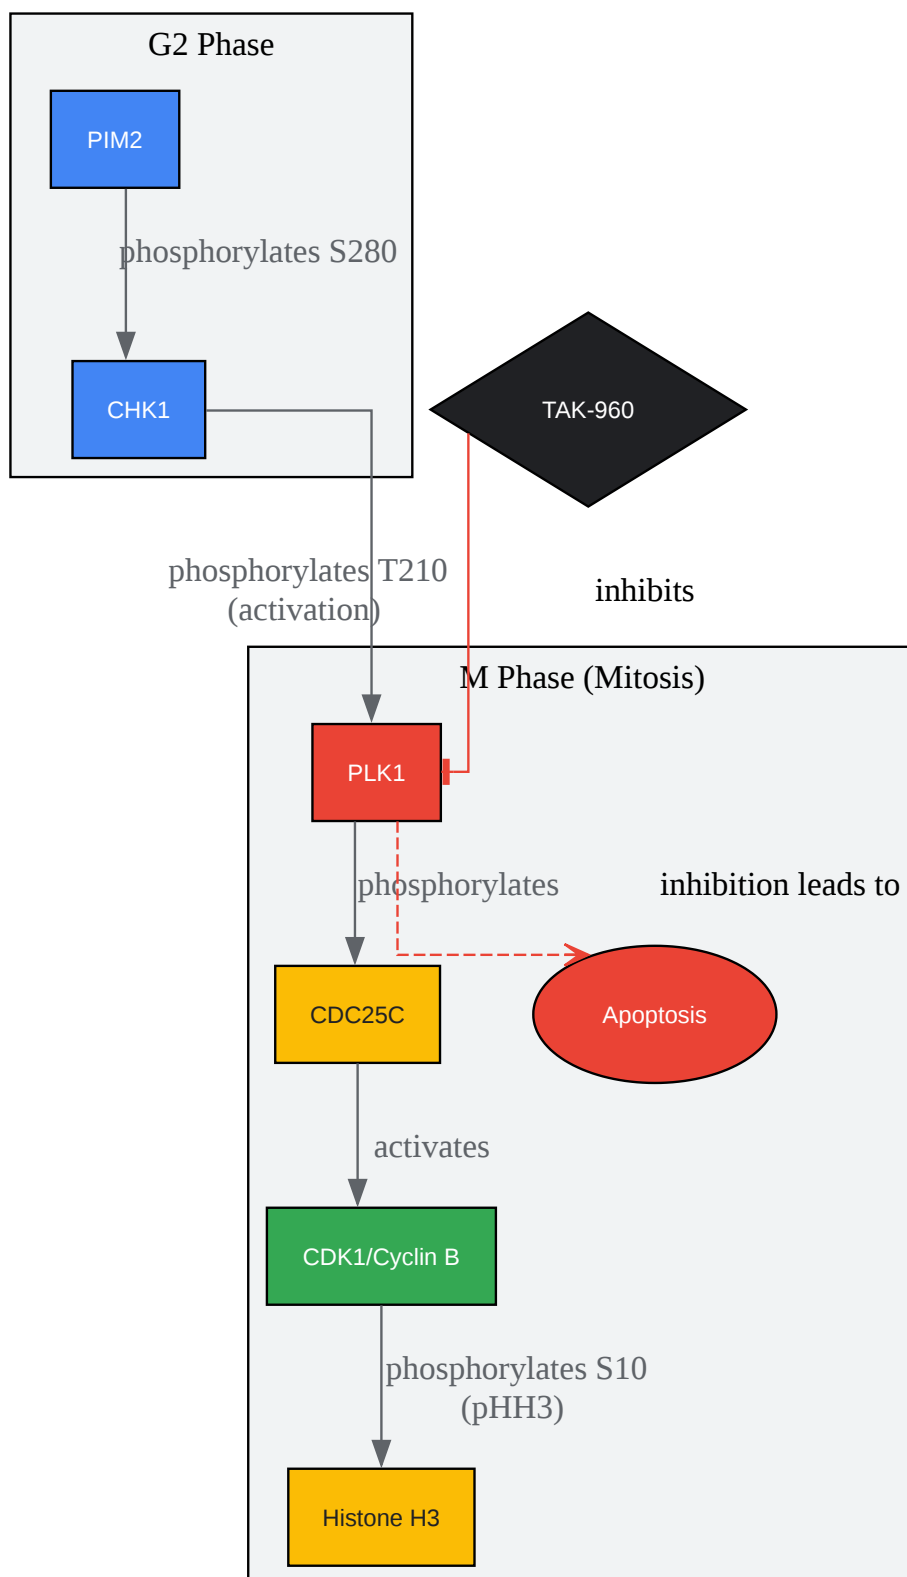 G2 Phase
PIM2
phosphorylates S280
CHK1
TAK-960
phosphorylates T210
(activation)
inhibits
M Phase (Mitosis)
PLK1
phosphorylates
inhibition leads to
CDC25C
Apoptosis
activates
CDK1/Cyclin B
phosphorylates S10
(pHH3)
Histone H3